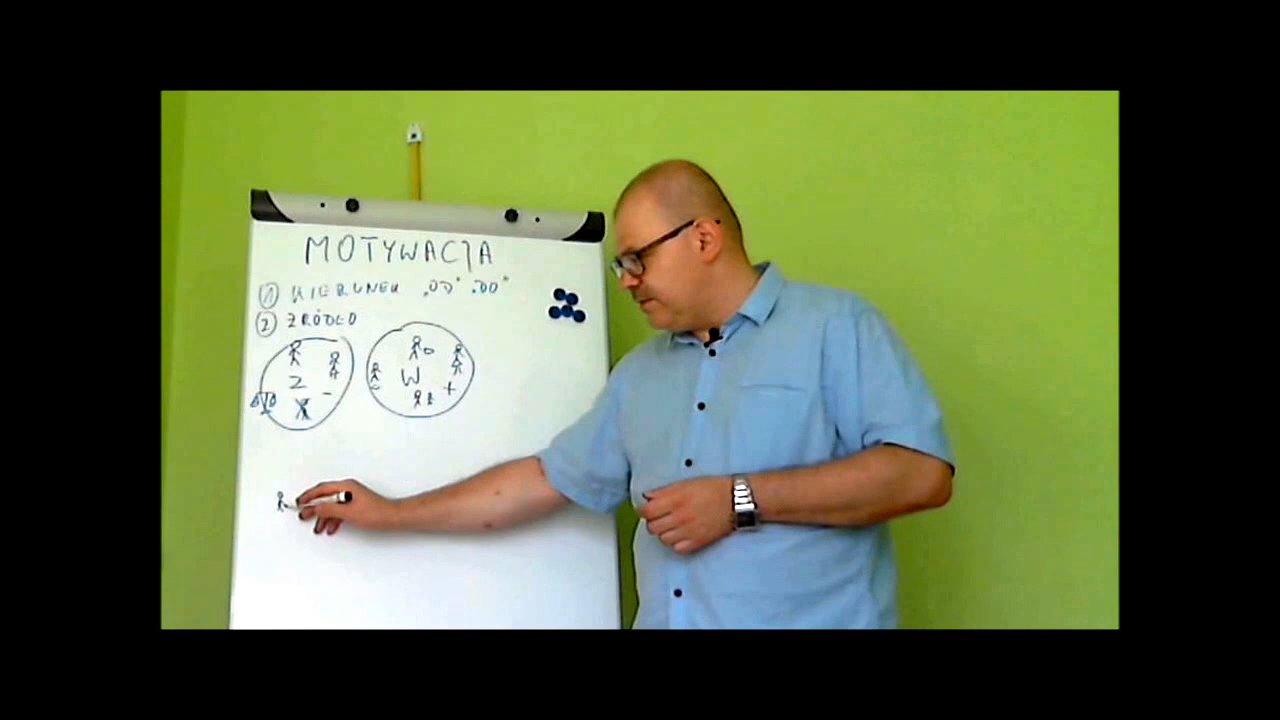 MOTYWACJA
1 KIERUNEK „OD" „DO"
2 ŹRÓDŁO
Z W
- +